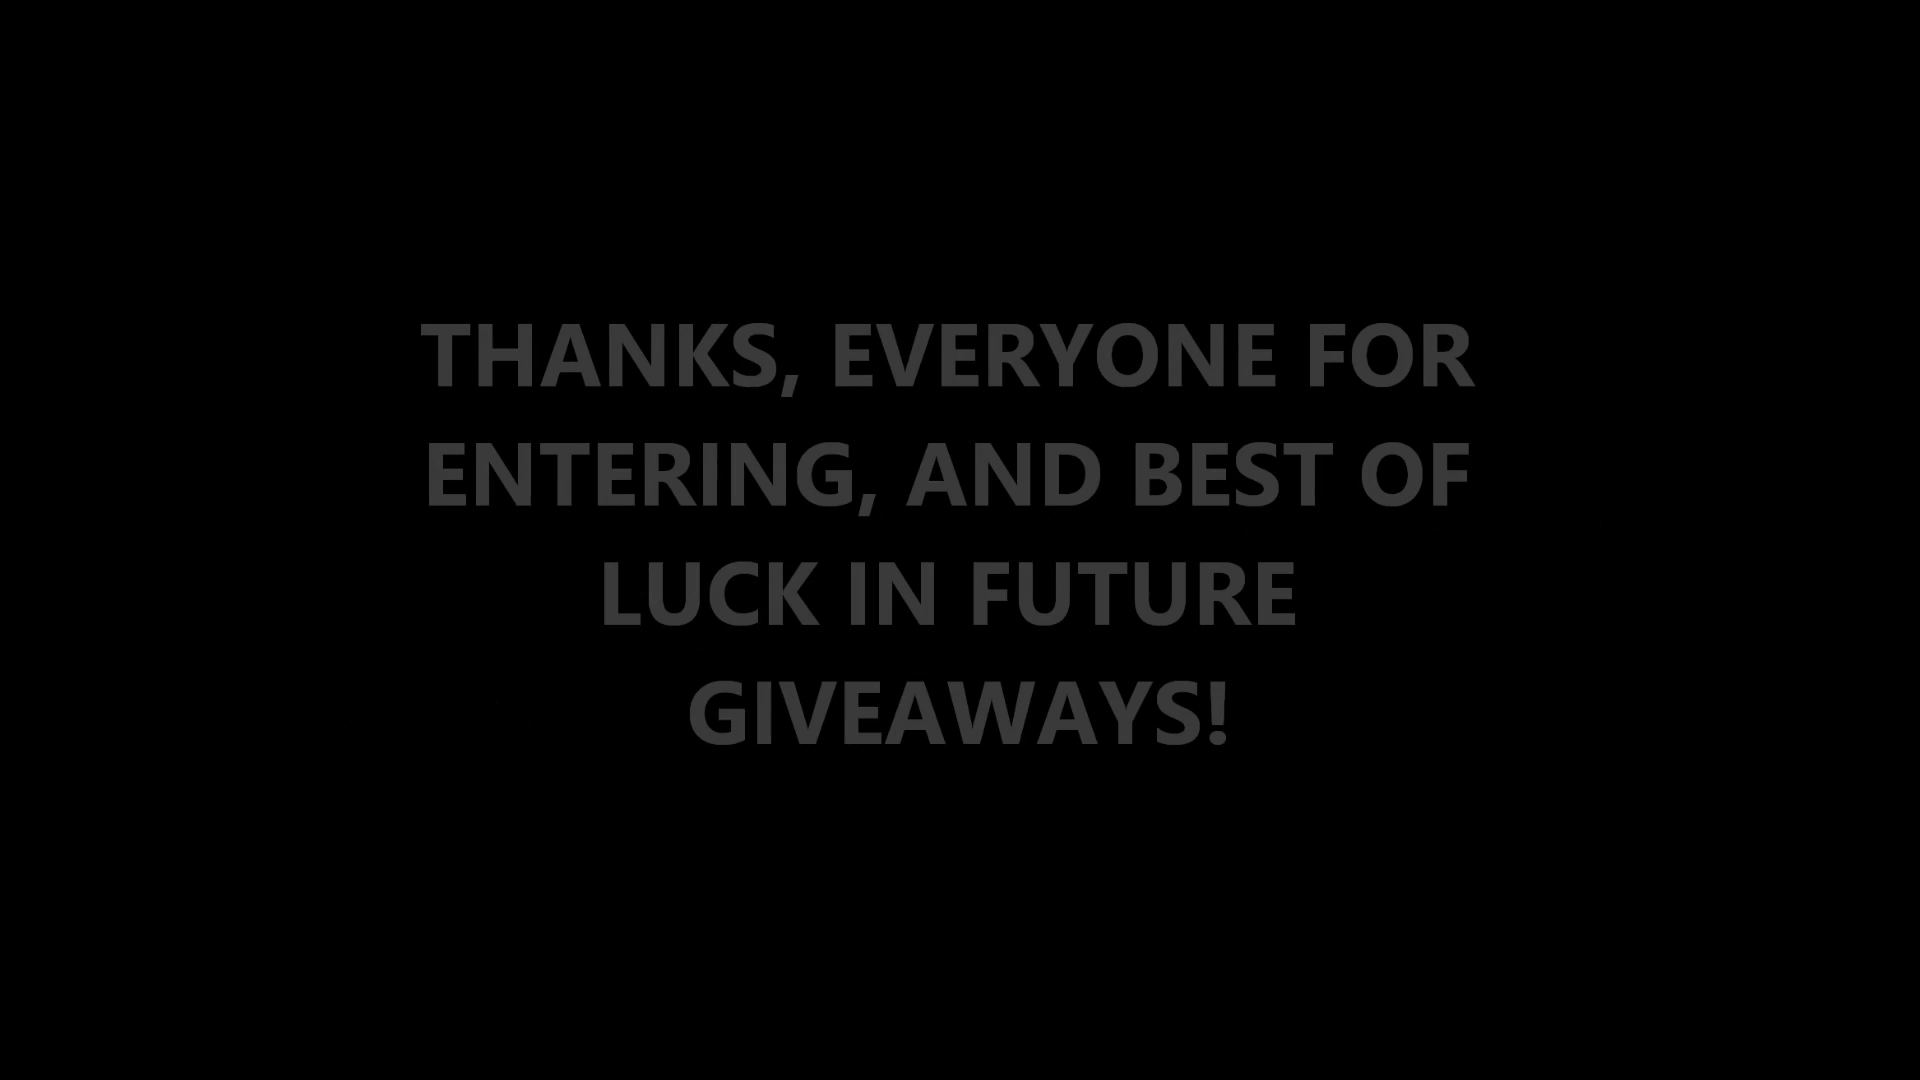 THANKS, EVERYONE FOR
ENTERING, AND BEST OF
LUCK IN FUTURE
GIVEAWAYS!